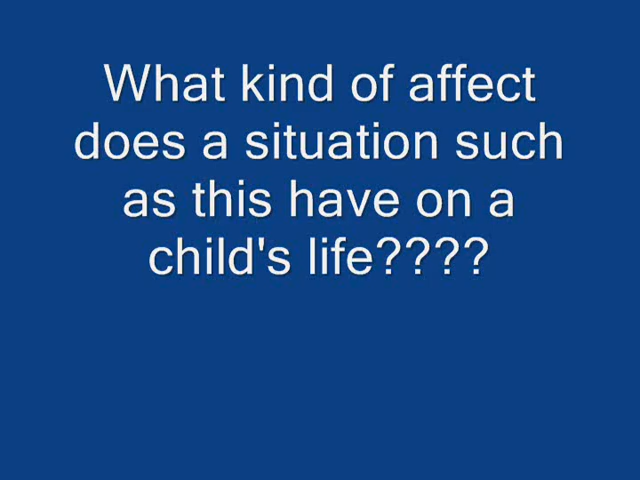 What kind of affect
does a situation such
as this have on a
child's life????